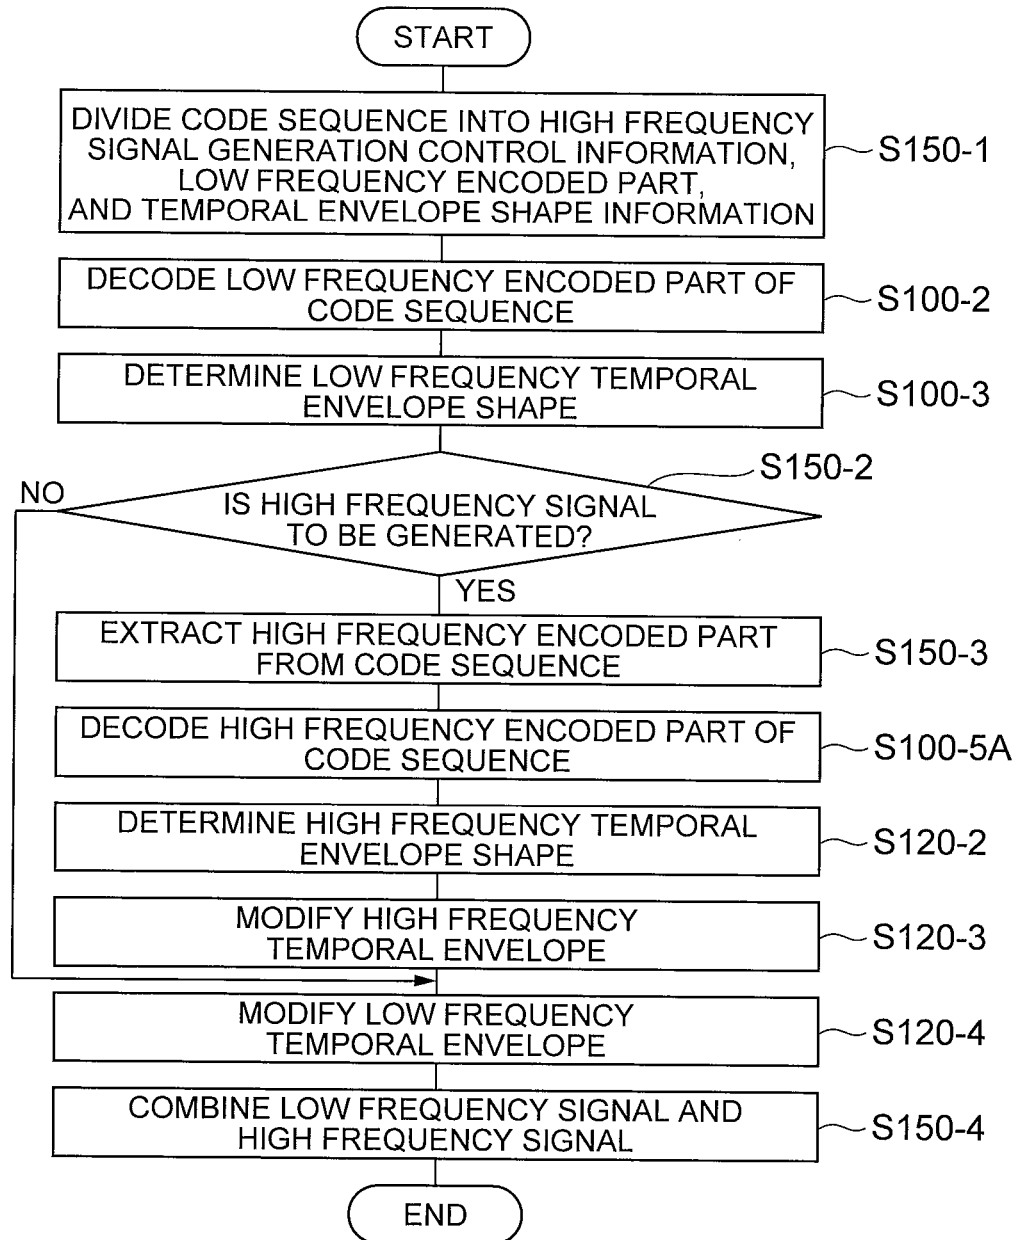 START
DIVIDE CODE SEQUENCE INTO HIGH FREQUENCY
SIGNAL GENERATION CONTROL INFORMATION,
LOW FREQUENCY ENCODED PART,
AND TEMPORAL ENVELOPE SHAPE INFORMATION
S150-1
DECODE LOW FREQUENCY ENCODED PART OF
CODE SEQUENCE
S100-2
DETERMINE LOW FREQUENCY TEMPORAL
ENVELOPE SHAPE
S100-3
S150-2
NO
IS HIGH FREQUENCY SIGNAL
TO BE GENERATED?
YES
EXTRACT HIGH FREQUENCY ENCODED PART
FROM CODE SEQUENCE
S150-3
DECODE HIGH FREQUENCY ENCODED PART OF
CODE SEQUENCE
S100-5A
DETERMINE HIGH FREQUENCY TEMPORAL
ENVELOPE SHAPE
S120-2
MODIFY HIGH FREQUENCY
TEMPORAL ENVELOPE
S120-3
MODIFY LOW FREQUENCY
TEMPORAL ENVELOPE
S120-4
COMBINE LOW FREQUENCY SIGNAL AND
HIGH FREQUENCY SIGNAL
S150-4
END